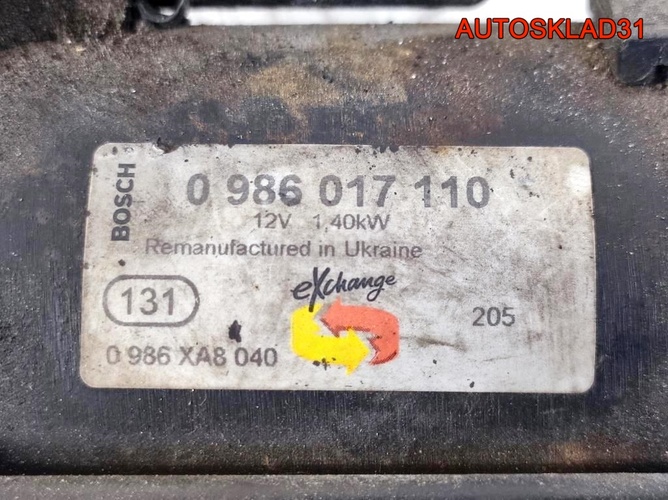 AUTOSKLAD31
BOSCH
0 986 017 110
12V 1,40kW
Remanufactured in Ukraine
eXchange
131
205
0 986 XA8 040